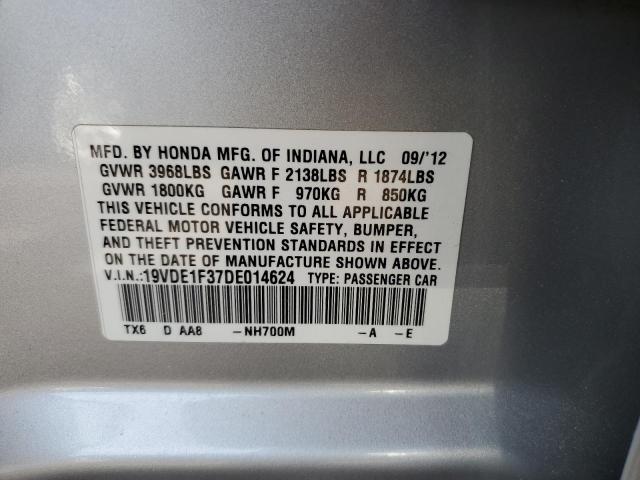 MFD. BY HONDA MFG. OF INDIANA, LLC 09/'12
GVWR 3968LBS GAWR F 2138LBS R 1874LBS
GVWR 1800KG GAWR F 970KG R 850KG
THIS VEHICLE CONFORMS TO ALL APPLICABLE
FEDERAL MOTOR VEHICLE SAFETY, BUMPER,
AND THEFT PREVENTION STANDARDS IN EFFECT
ON THE DATE OF MANUFACTURE SHOWN ABOVE.
V.I.N.:19VDE1F37DE014624 TYPE: PASSENGER CAR
TX6 D AA8 -NH700M -A -E